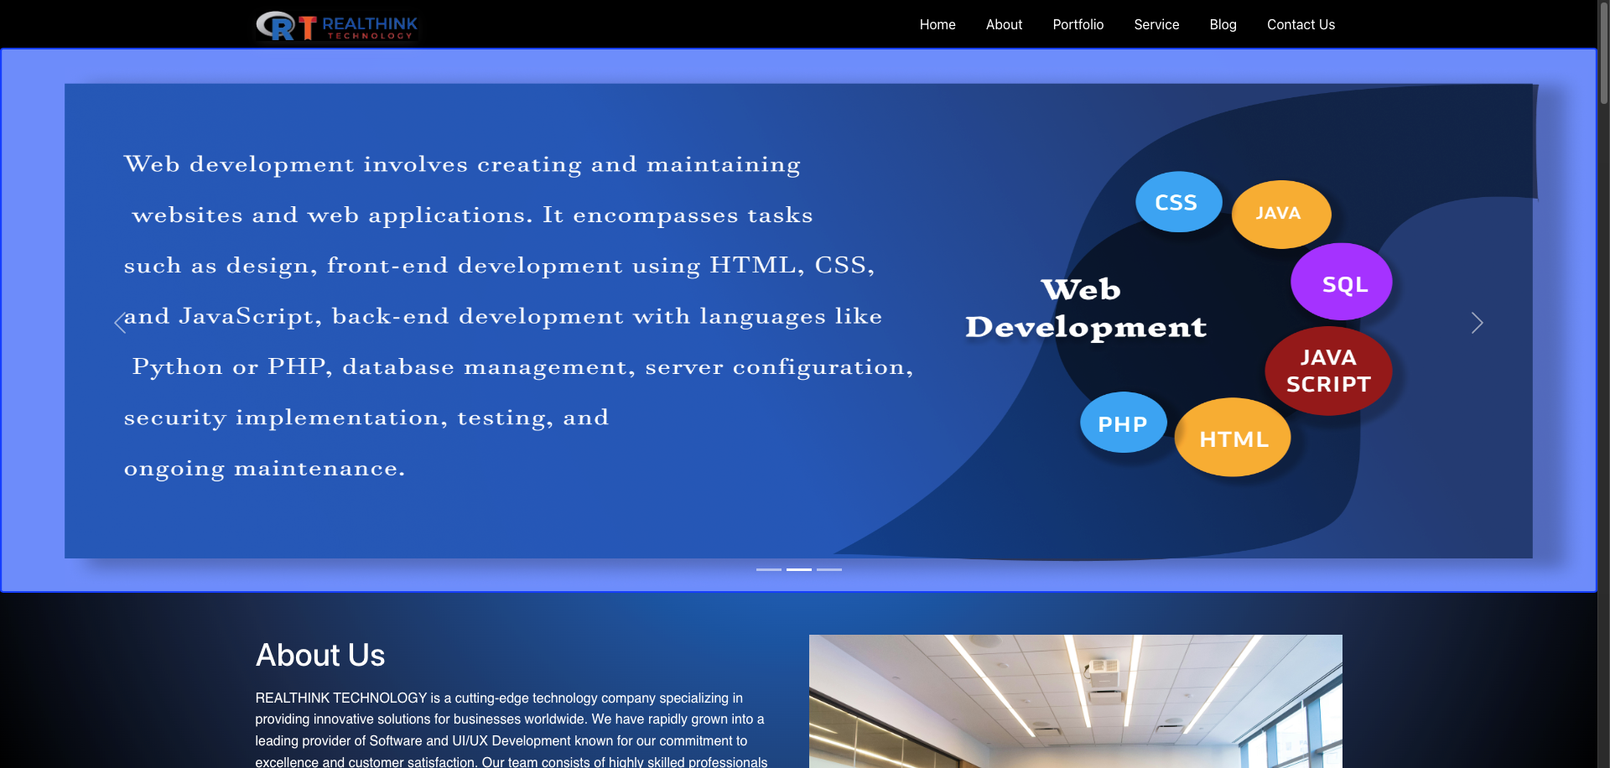 REALTHINK
TECHNOLOGY
Home About Portfolio Service Blog Contact Us
Web development involves creating and maintaining
websites and web applications. It encompasses tasks
such as design, front-end development using HTML, CSS,
and JavaScript, back-end development with languages like
Python or PHP, database management, server configuration,
security implementation, testing, and
ongoing maintenance.
Web
Development
CSS
JAVA
SQL
JAVA
SCRIPT
HTML
PHP
About Us
REALTHINK TECHNOLOGY is a cutting-edge technology company specializing in
providing innovative solutions for businesses worldwide. We have rapidly grown into a
leading provider of Software and UI/UX Development known for our commitment to
excellence and customer satisfaction. Our team consists of highly skilled professionals